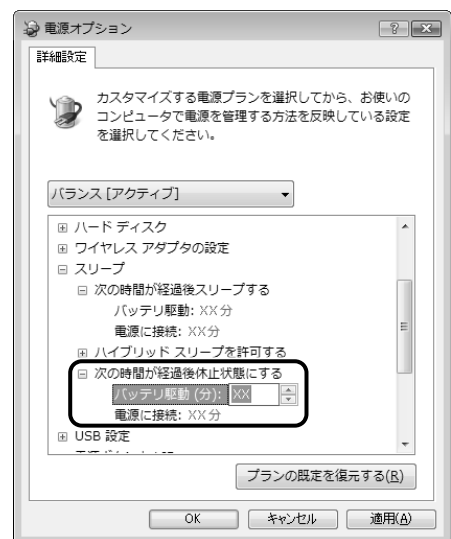 電源オプション
詳細設定
カスタマイズする電源プランを選択してから、お使いの
コンピュータで電源を管理する方法を反映している設定
を選択してください。
バランス [アクティブ]
ハード ディスク
ワイヤレス アダプタの設定
スリープ
次の時間が経過後スリープする
バッテリ駆動: XX分
電源に接続: XX分
ハイブリッド スリープを許可する
次の時間が経過後休止状態にする
バッテリ駆動 (分): XX
電源に接続: XX分
USB 設定
プランの既定を復元する(R)
OK キャンセル 適用(A)